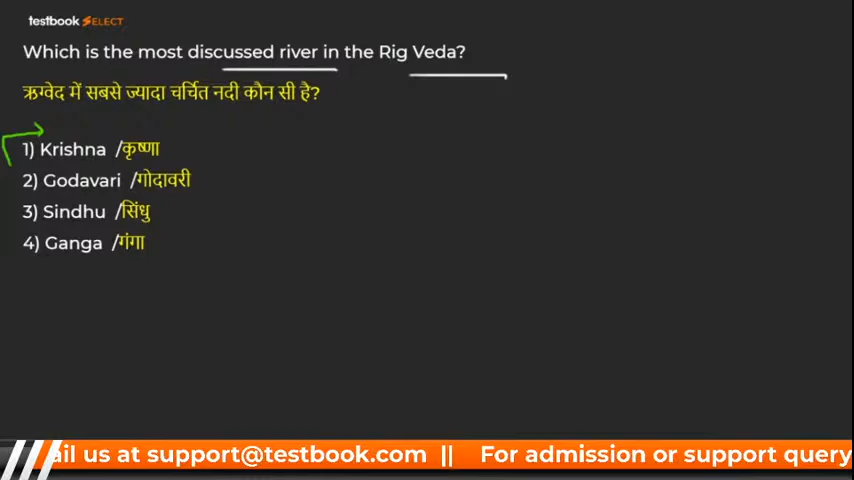 testbook SELECT
Which is the most discussed river in the Rig Veda?
ऋग्वेद में सबसे ज्यादा चर्चित नदी कौन सी है?
1) Krishna /कृष्णा
2) Godavari /गोदावरी
3) Sindhu /सिंधु
4) Ganga /गंगा
ail us at support@testbook.com || For admission or support query